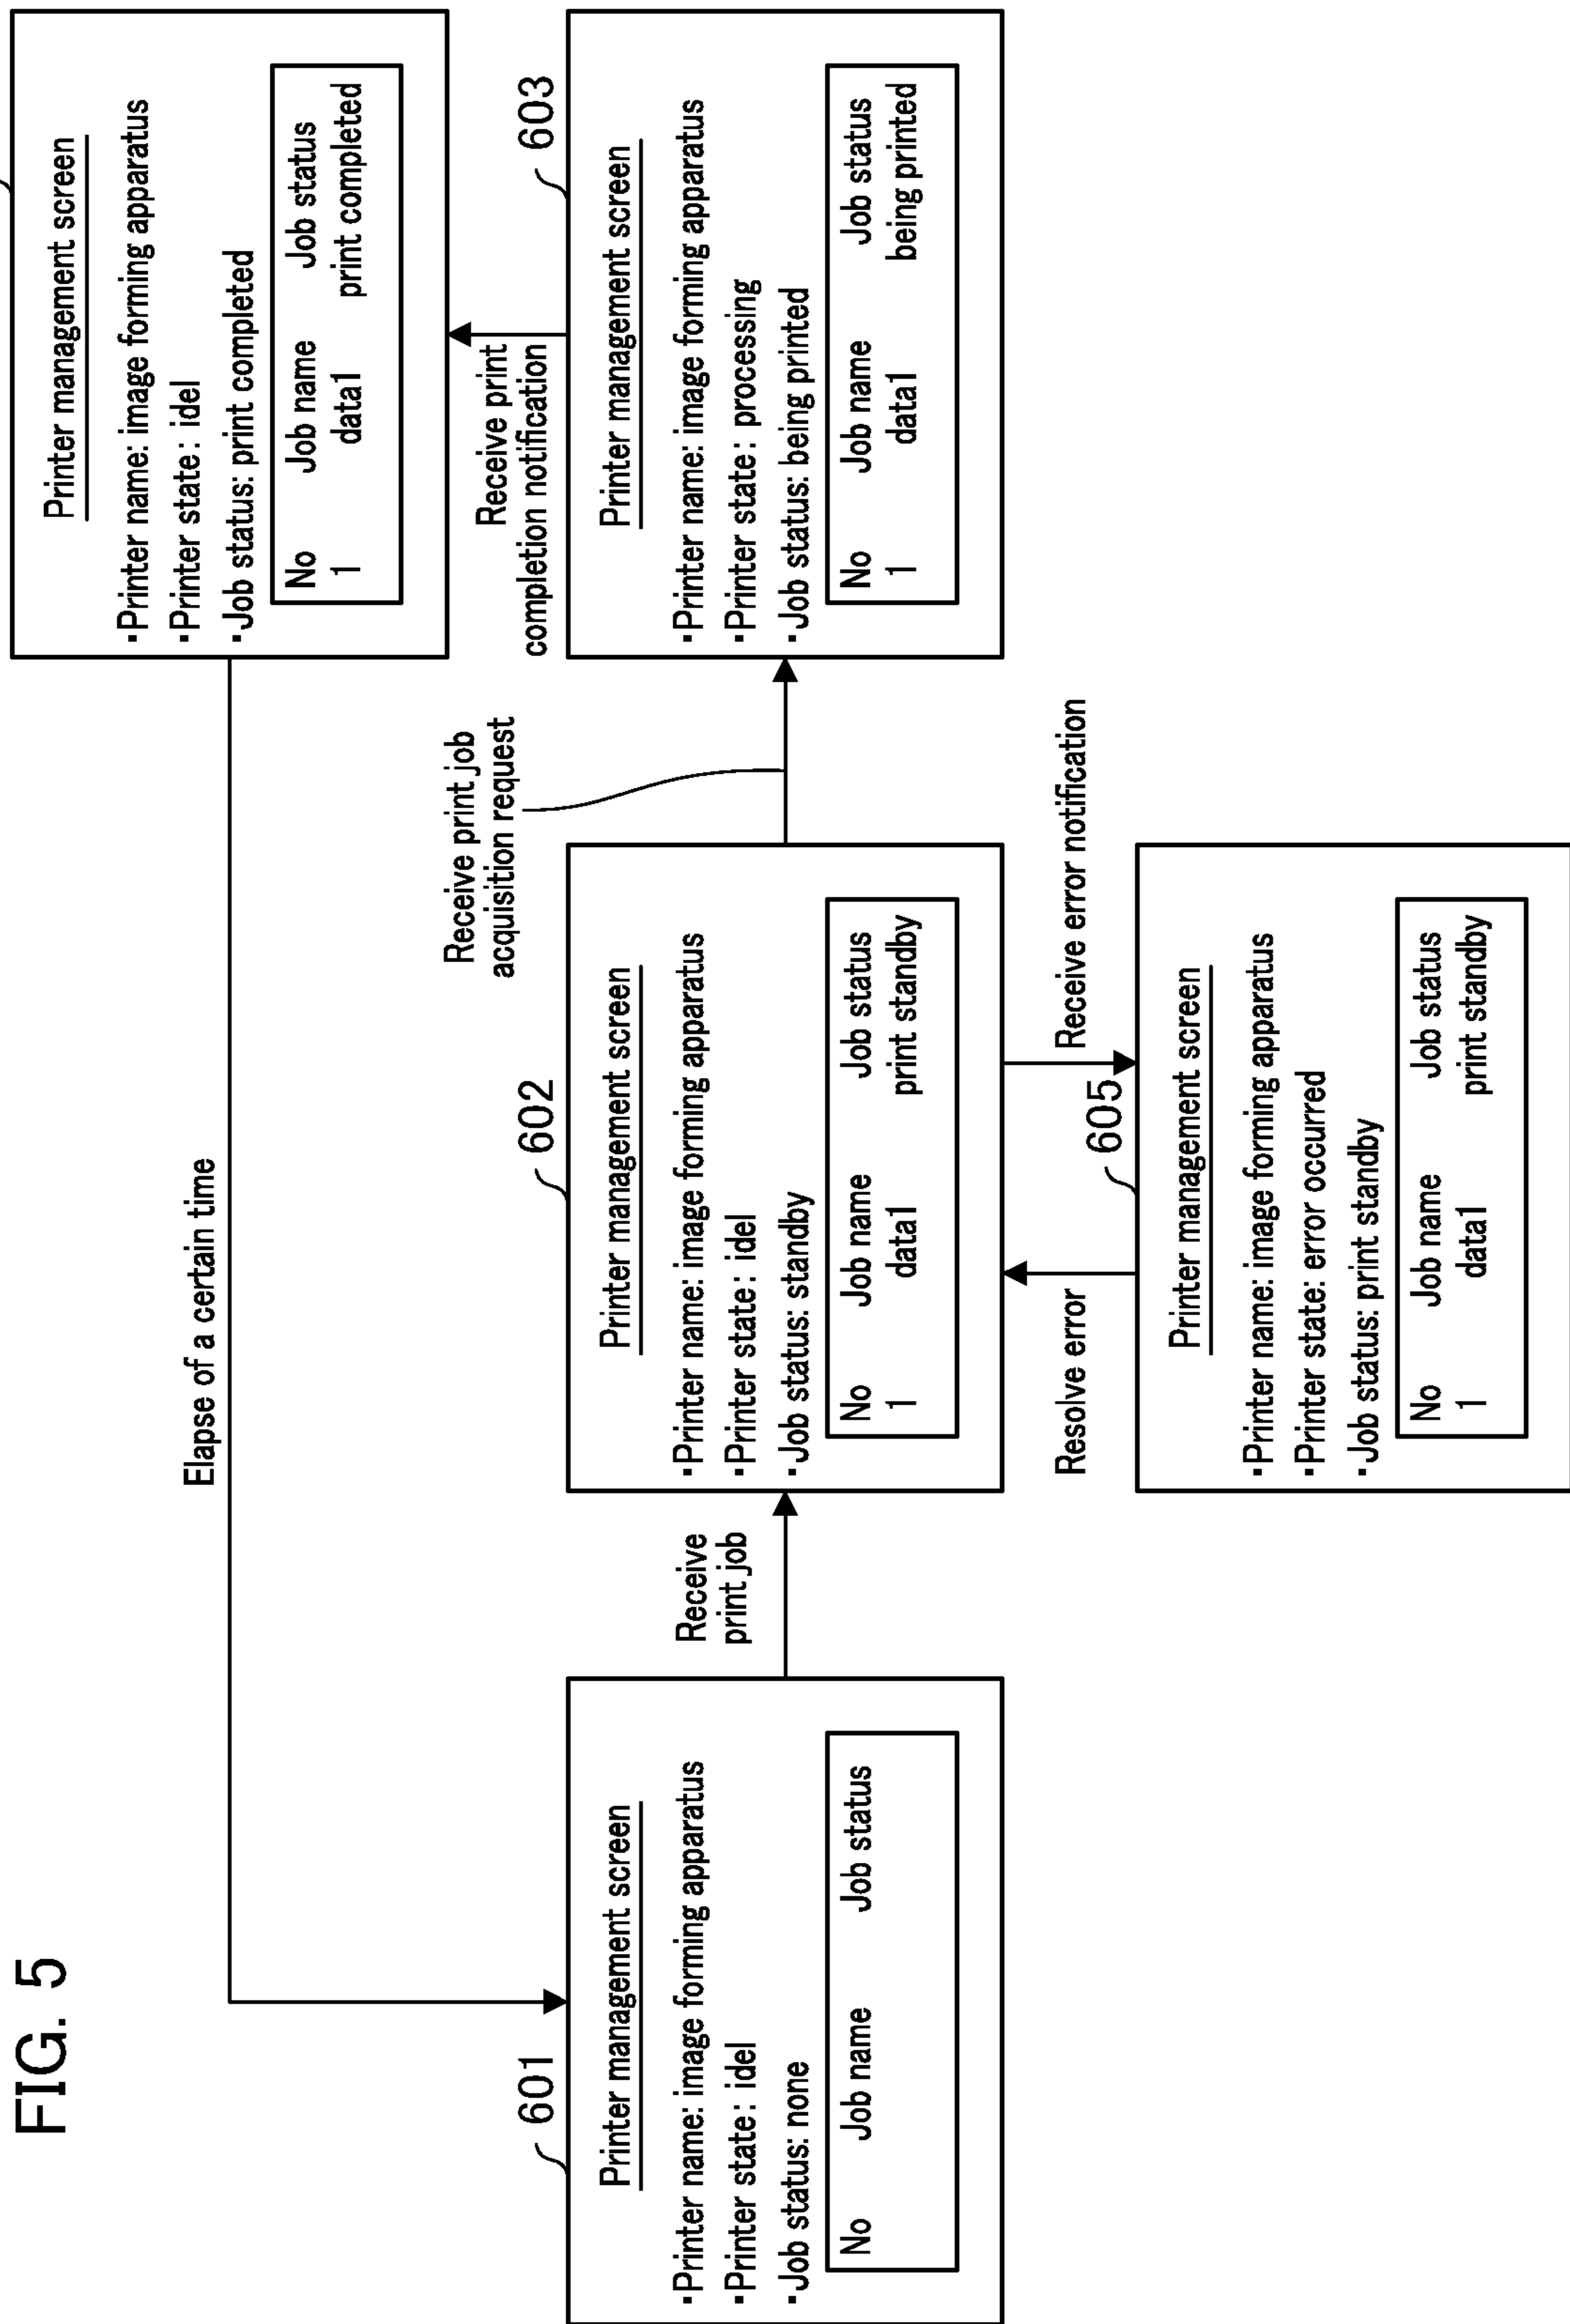 FIG. 5
Printer management screen
・Printer name: image forming apparatus
・Printer state : idel
・Job status: print completed
No Job name Job status
1 data1 print completed
Elapse of a certain time
Receive print
completion notification
601
Printer management screen
・Printer name: image forming apparatus
・Printer state : idel
・Job status: none
No Job name Job status
Receive
print job
602
Printer management screen
・Printer name: image forming apparatus
・Printer state : idel
・Job status: standby
No Job name Job status
1 data1 print standby
Receive print job
acquisition request
603
Printer management screen
・Printer name: image forming apparatus
・Printer state : processing
・Job status: being printed
No Job name Job status
1 data1 being printed
Resolve error
Receive error notification
605
Printer management screen
・Printer name: image forming apparatus
・Printer state: error occurred
・Job status: print standby
No Job name Job status
1 data1 print standby